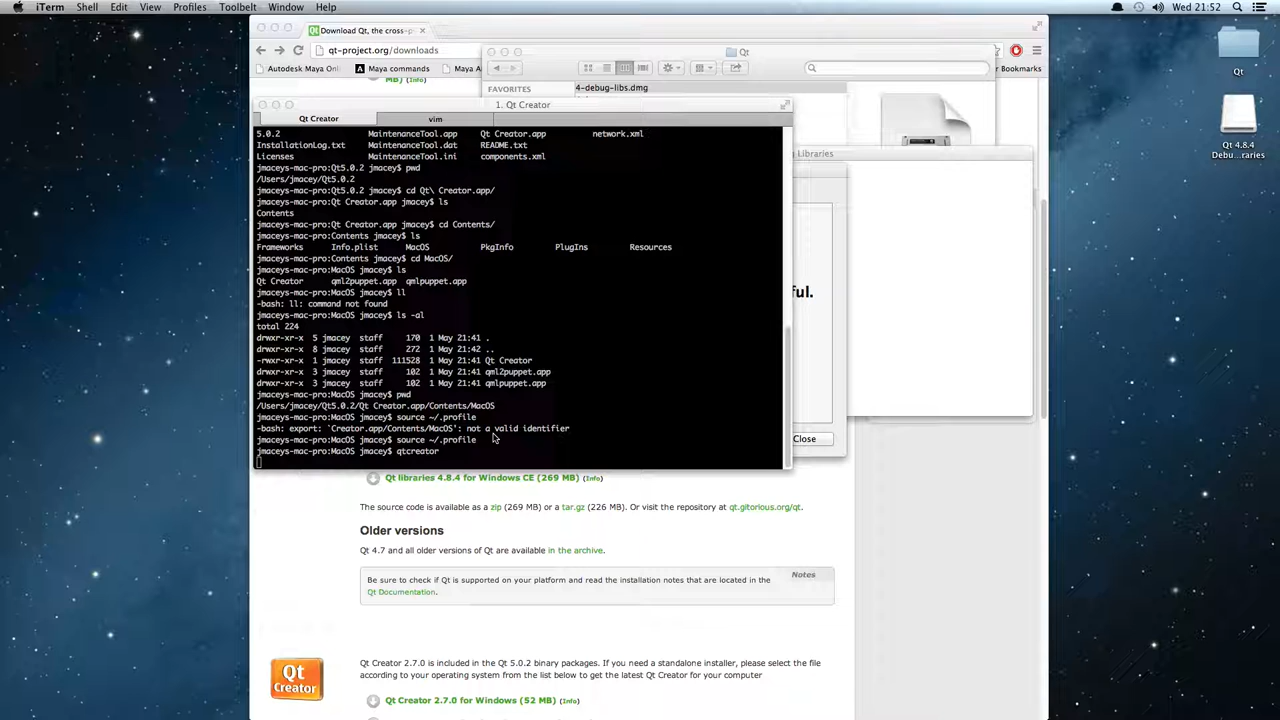 iTerm Shell Edit View Profiles Toolbelt Window Help Wed 21:52
Download Qt, the cross-p
qt-project.org/downloads
Qt
Autodesk Maya Onli Maya commands Maya A r Bookmarks
MB) (Info)
FAVORITES 4-debug-libs.dmg
1. Qt Creator
Qt Creator vim
5.0.2 MaintenanceTool.app Qt Creator.app network.xml
InstallationLog.txt MaintenanceTool.dat README.txt
Licenses MaintenanceTool.ini components.xml
jmaceys-mac-pro:Qt5.0.2 jmacey$ pwd
/Users/jmacey/Qt5.0.2
jmaceys-mac-pro:Qt5.0.2 jmacey$ cd Qt\ Creator.app/
jmaceys-mac-pro:Qt Creator.app jmacey$ ls
Contents
jmaceys-mac-pro:Qt Creator.app jmacey$ cd Contents/
jmaceys-mac-pro:Contents jmacey$ ls
Frameworks Info.plist MacOS PkgInfo PlugIns Resources
jmaceys-mac-pro:Contents jmacey$ cd MacOS/
jmaceys-mac-pro:MacOS jmacey$ ls
Qt Creator qml2puppet.app qmlpuppet.app
jmaceys-mac-pro:MacOS jmacey$ ll
-bash: ll: command not found
jmaceys-mac-pro:MacOS jmacey$ ls -al
total 224
drwxr-xr-x 5 jmacey staff 170 1 May 21:41 .
drwxr-xr-x 8 jmacey staff 272 1 May 21:42 ..
-rwxr-xr-x 1 jmacey staff 111528 1 May 21:41 Qt Creator
drwxr-xr-x 3 jmacey staff 102 1 May 21:41 qml2puppet.app
drwxr-xr-x 3 jmacey staff 102 1 May 21:41 qmlpuppet.app
jmaceys-mac-pro:MacOS jmacey$ pwd
/Users/jmacey/Qt5.0.2/Qt Creator.app/Contents/MacOS
jmaceys-mac-pro:MacOS jmacey$ source ~/.profile
-bash: export: `Creator.app/Contents/MacOS': not a valid identifier
jmaceys-mac-pro:MacOS jmacey$ source ~/.profile
jmaceys-mac-pro:MacOS jmacey$ qtcreator
g Libraries
ful.
Close
Qt
Qt 4.8.4
Debu...raries
Qt libraries 4.8.4 for Windows CE (269 MB) (Info)
The source code is available as a zip (269 MB) or a tar.gz (226 MB). Or visit the repository at qt.gitorious.org/qt.
Older versions
Qt 4.7 and all older versions of Qt are available in the archive.
Notes
Be sure to check if Qt is supported on your platform and read the installation notes that are located in the
Qt Documentation.
Qt
Creator
Qt Creator 2.7.0 is included in the Qt 5.0.2 binary packages. If you need a standalone installer, please select the file
according to your operating system from the list below to get the latest Qt Creator for your computer
Qt Creator 2.7.0 for Windows (52 MB) (Info)